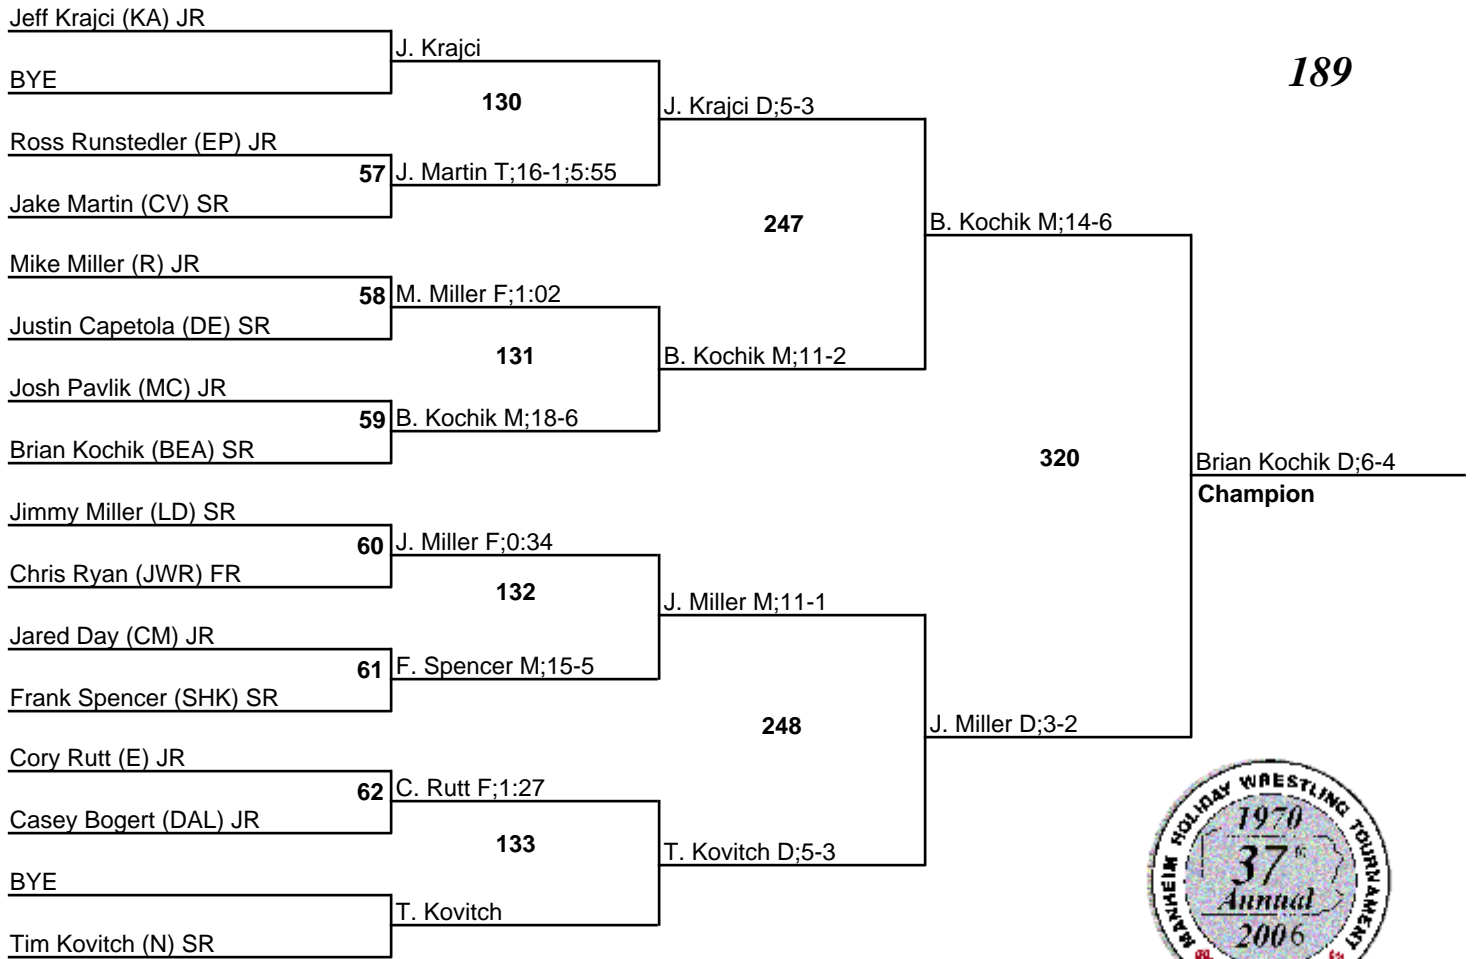 Jeff Krajci (KA) JR
BYE
J. Krajci
130
Ross Runstedler (EP) JR
57
Jake Martin (CV) SR
J. Martin T;16-1;5:55
J. Krajci D;5-3
247
Mike Miller (R) JR
58
Justin Capetola (DE) SR
M. Miller F;1:02
131
Josh Pavlik (MC) JR
59
Brian Kochik (BEA) SR
B. Kochik M;18-6
B. Kochik M;11-2
B. Kochik M;14-6
320
Jimmy Miller (LD) SR
60
Chris Ryan (JWR) FR
J. Miller F;0:34
132
Jared Day (CM) JR
61
Frank Spencer (SHK) SR
F. Spencer M;15-5
J. Miller M;11-1
248
Cory Rutt (E) JR
62
Casey Bogert (DAL) JR
C. Rutt F;1:27
133
BYE
Tim Kovitch (N) SR
T. Kovitch
T. Kovitch D;5-3
J. Miller D;3-2
Brian Kochik D;6-4
Champion
189
MANHEIM HOLIDAY WRESTLING TOURNAMENT
1970
37
Annual
2006